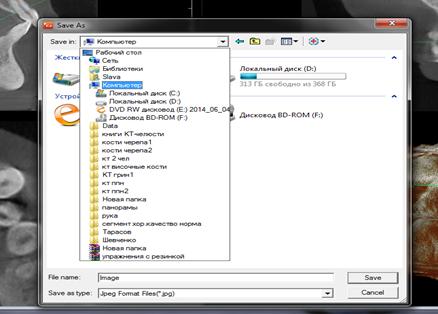 Save As
Save in: Компьютер
Рабочий стол
Сеть
Библиотеки
Slava
Компьютер
Локальный диск (C:)
Локальный диск (D:)
DVD RW дисковод (E:) 2014_06_04
Дисковод BD-ROM (F:)
Data
книги КТ челюсти
кости черепа1
кости черепа2
кт 2 чел
кт височные кости
КТ грин1
кт ппн
кт ппн2
Новая папка
панорамы
рука
сегмент хор.качество норма
Тарасов
Шевченко
Новая папка
упражнения с резинкой
Жестки
Локальный диск (D:)
313 ГБ свободно из 368 ГБ
Устрой
Дисковод BD-ROM (F:)
File name: Image
Save
Save as type: Jpeg Format Files(*.jpg)
Cancel